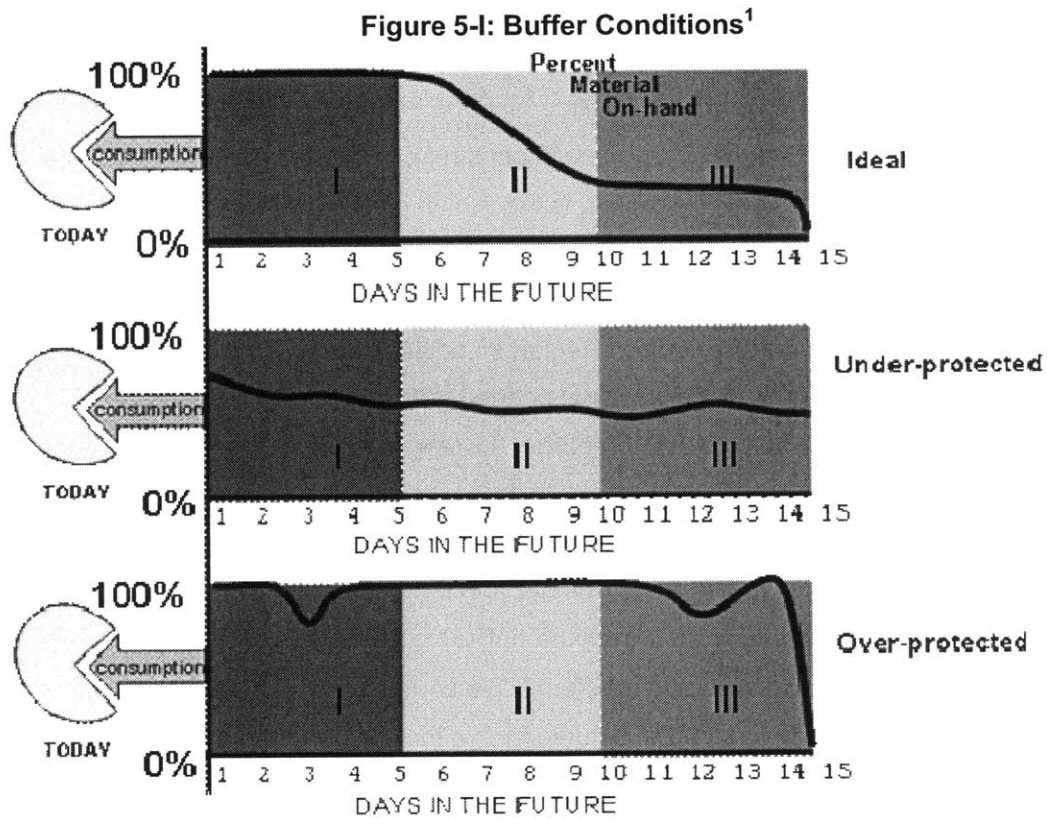 Figure 5-I: Buffer Conditions1
Percent
Material
On-hand
100%
consumption
I
II
III
Ideal
TODAY
0%
1 2 3 4 5 6 7 8 9 10 11 12 13 14 15
DAYS IN THE FUTURE
100%
Under-protected
consumption
I
II
III
TODAY
0%
1 2 3 4 5 6 7 8 9 10 11 12 13 14 15
DAYS IN THE FUTURE
100%
consumption
Over-protected
I
II
III
TODAY
0%
1 2 3 4 5 6 7 8 9 10 11 12 13 14 15
DAYS IN THE FUTURE